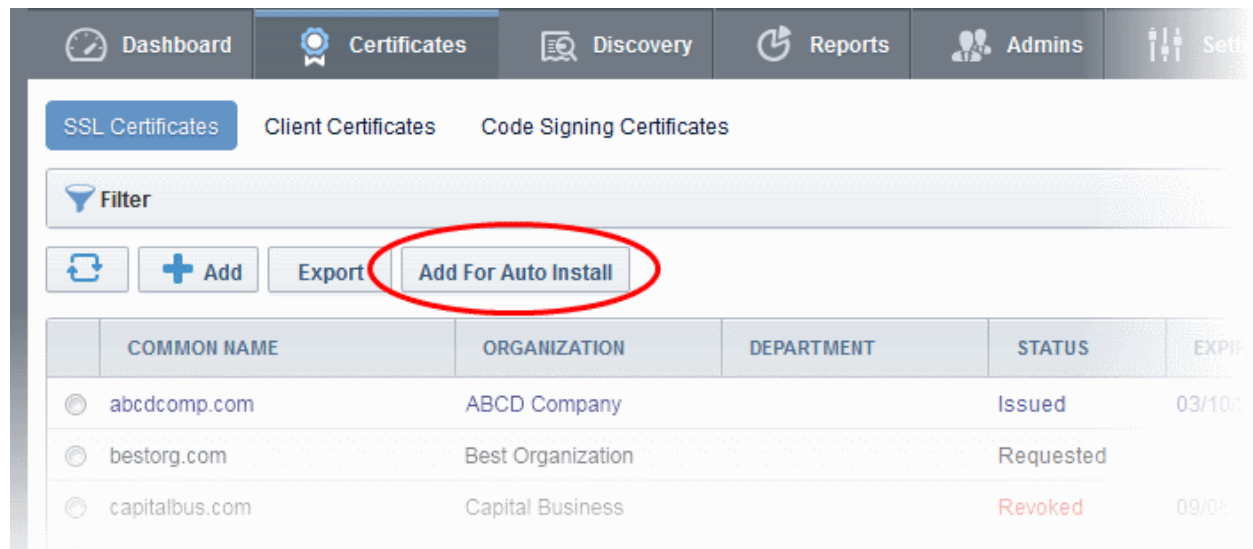 Dashboard Certificates Discovery Reports Admins
SSL Certificates Client Certificates Code Signing Certificates
Filter
Add Export Add For Auto Install
COMMON NAME ORGANIZATION DEPARTMENT STATUS
abcdcomp.com ABCD Company Issued 03/10/
bestorg.com Best Organization Requested
capitalbus.com Capital Business Revoked